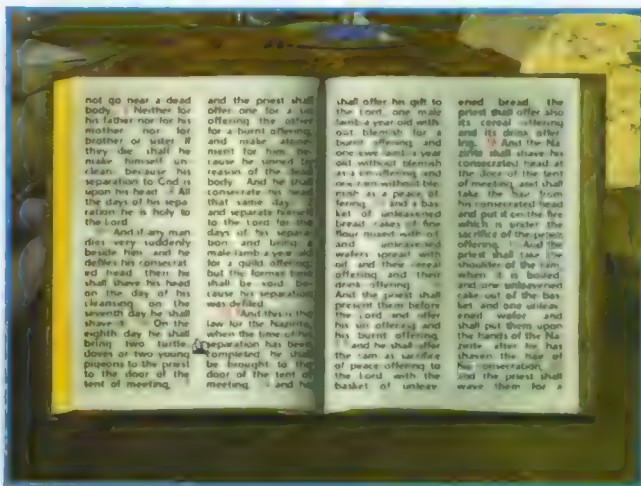 not go near a dead
body. Neither for
his father nor for his
mother nor for
brother or sister if
they die shall he
make himself un-
clean because his
separation to God is
upon his head All
the days of his sepa
ration he is holy to
the Lord
And if any man
dies very suddenly
beside him and he
defiles his consecrat
ed head then he
shall shave his head
on the day of his
cleansing on the
seventh day he shall
shave it On the
eighth day he shall
bring two turtle
doves or two young
pigeons to the priest
to the door of the
tent of meeting,
and the priest shall
offer one for a sin
offering the other
for a burnt offering,
and make atone-
ment for him be-
cause he sinned by
reason of the dead
body And he shall
consecrate his head
that same day
and separate himself
to the Lord for the
days of his separa-
tion and bring a
male lamb a year old
for a guilt offering;
but the former time
shall be void be-
cause his separation
was defiled
And this is the
law for the Nazirite,
when the time of his
separation has been
completed he shall
be brought to the
door of the tent of
meeting and he
shall offer his gift to
the Lord one male
lamb a year old with-
out blemish for a
burnt offering and
one ewe lamb a year
old without blemish
as a sin offering and
one ram without ble
mish as a peace of
fering and a bas
ket of unleavened
bread cakes of fine
flour mixed with oil
and unleavened
wafers spread with
oil and their cereal
offering and their
drink offering
And the priest shall
present them before
the Lord and offer
his sin offering and
his burnt offering,
and he shall offer
the ram as sacrifice
of peace offering to
the Lord with the
basket of unleav
ened bread the
priest shall offer also
its cereal offering
and its drink offer
ing. And the Na
zirite shall shave his
consecrated head at
the door of the tent
of meeting and shall
take the hair from
his consecrated head
and put it on the fire
which is under the
sacrifice of the peace
offering. And the
priest shall take the
shoulder of the ram
when it is boiled
and one unleavened
cake out of the bas
ket and one unleav
ened wafer and
shall put them upon
the hands of the Na
zirite after he has
shaven the hair of
his consecration,
and the priest shall
wave them for a